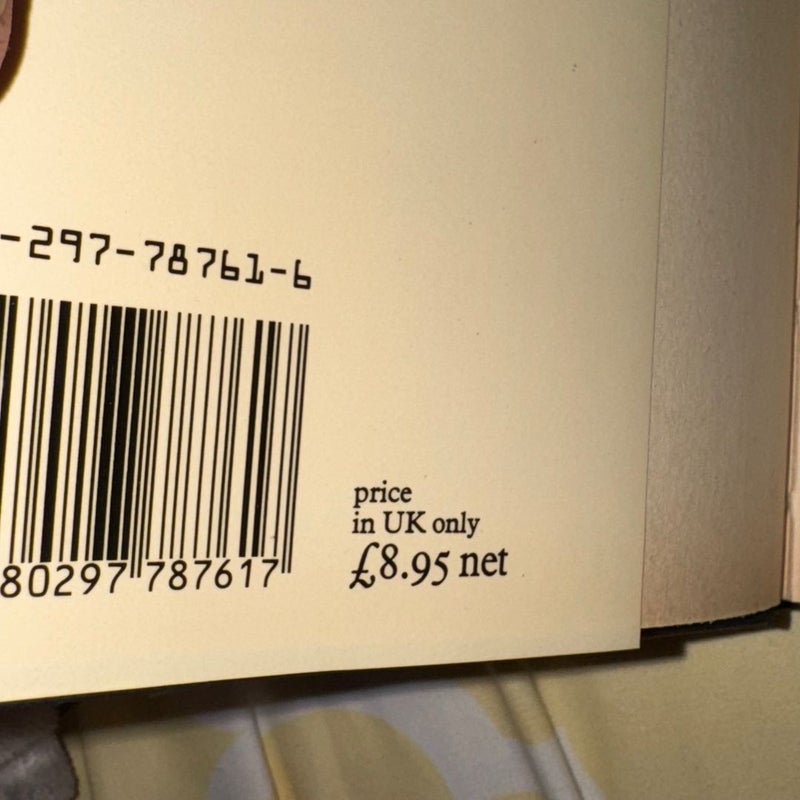 -297-78761-6
80297 787617
price
in UK only
£8.95 net